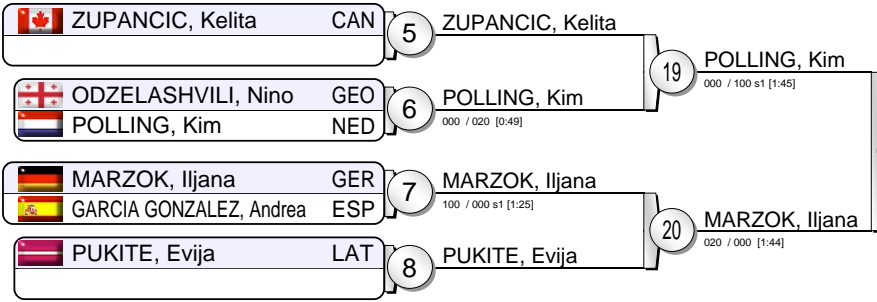 ZUPANCIC, Kelita CAN
5
ZUPANCIC, Kelita
ODZELASHVILI, Nino GEO
POLLING, Kim NED
6
POLLING, Kim
000 / 020 [0:49]
19
POLLING, Kim
000 / 100 s1 [1:45]
MARZOK, Iljana GER
GARCIA GONZALEZ, Andrea ESP
7
MARZOK, Iljana
100 / 000 s1 [1:25]
PUKITE, Evija LAT
8
PUKITE, Evija
20
MARZOK, Iljana
020 / 000 [1:44]